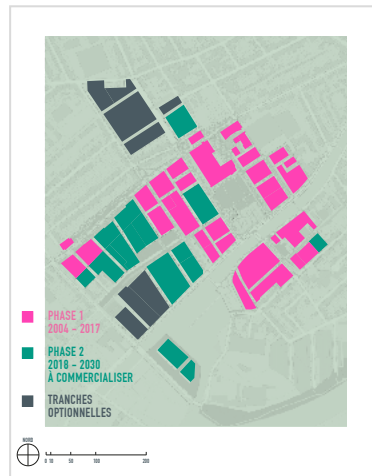 PHASE 1
2004 - 2017
PHASE 2
2018 - 2030
À COMMERCIALISER
TRANCHES
OPTIONNELLES
NORD
0 10 50 100 200